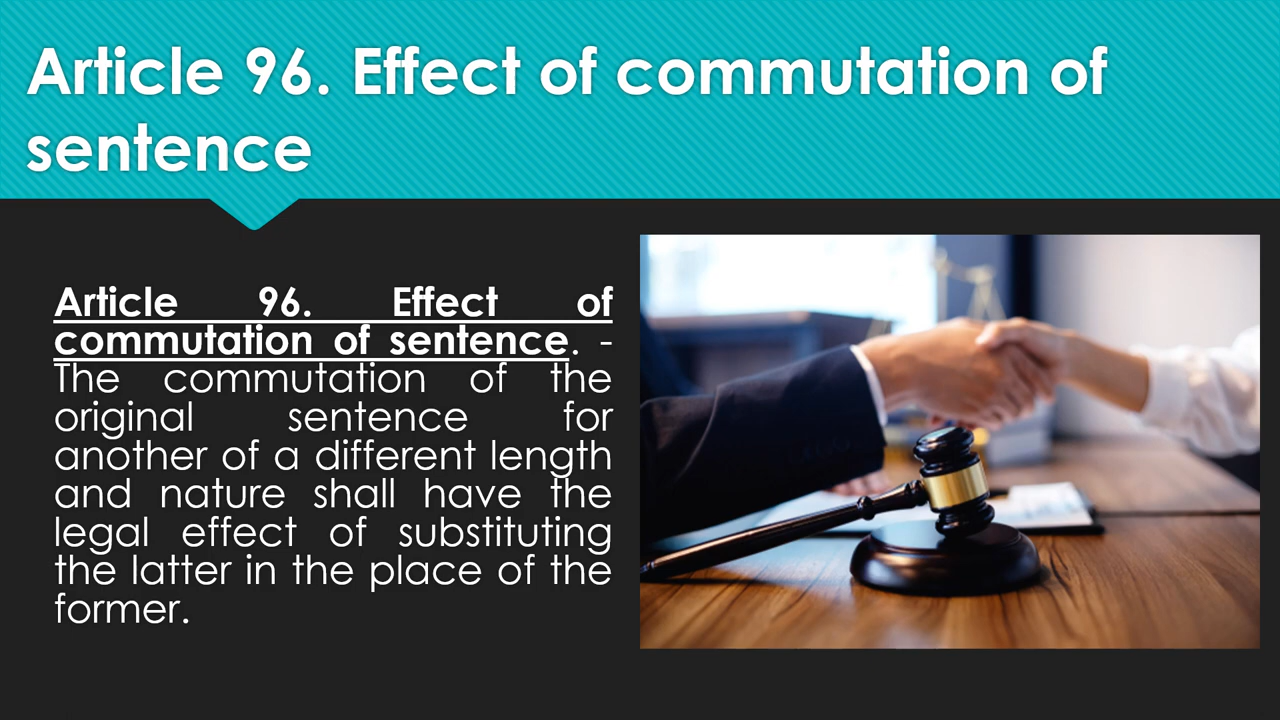 Article 96. Effect of commutation of
sentence
Article 96. Effect of
commutation of sentence. -
The commutation of the
original sentence for
another of a different length
and nature shall have the
legal effect of substituting
the latter in the place of the
former.